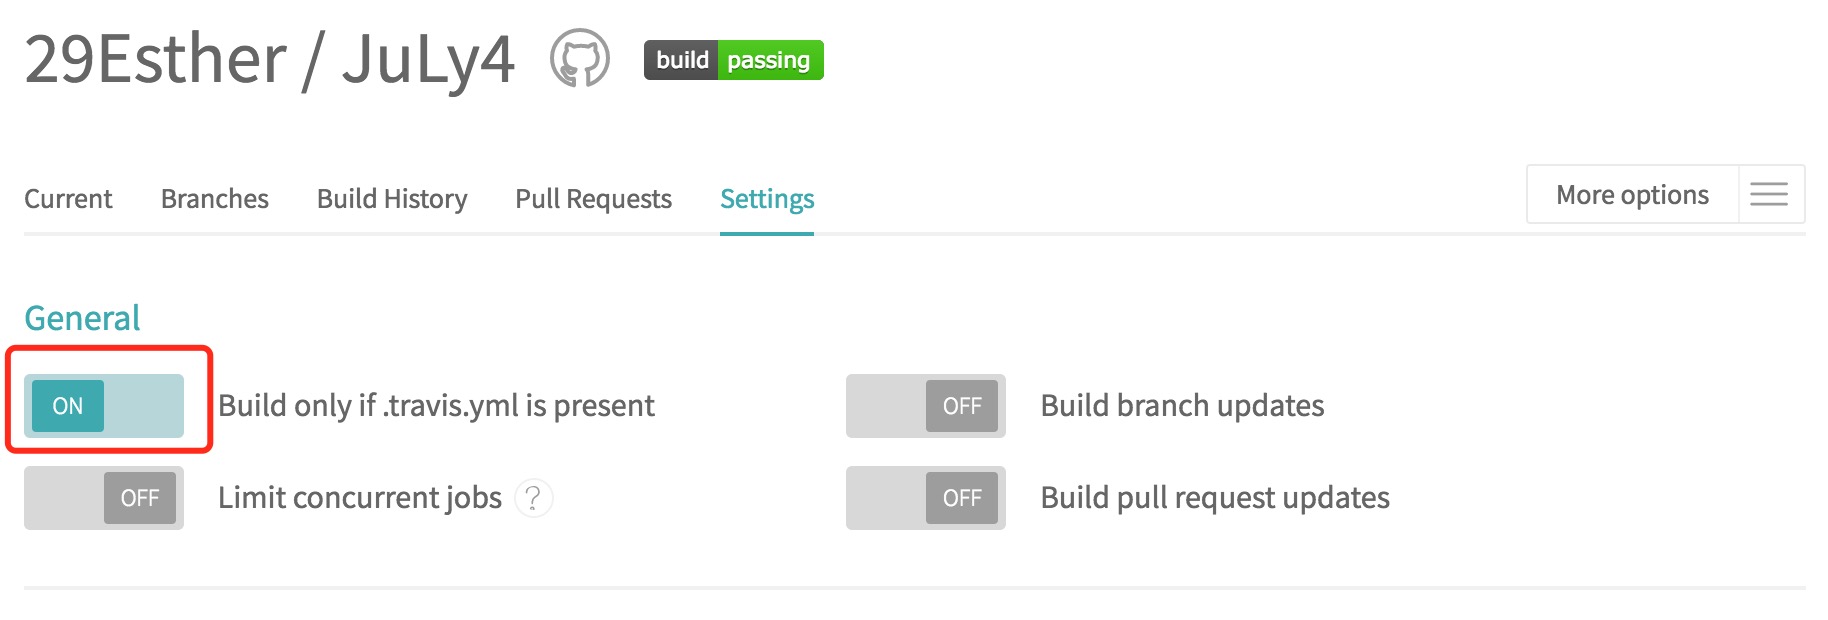 29Esther / JuLy4 build passing
Current Branches Build History Pull Requests Settings More options
General
ON Build only if .travis.yml is present OFF Build branch updates
OFF Limit concurrent jobs ? OFF Build pull request updates